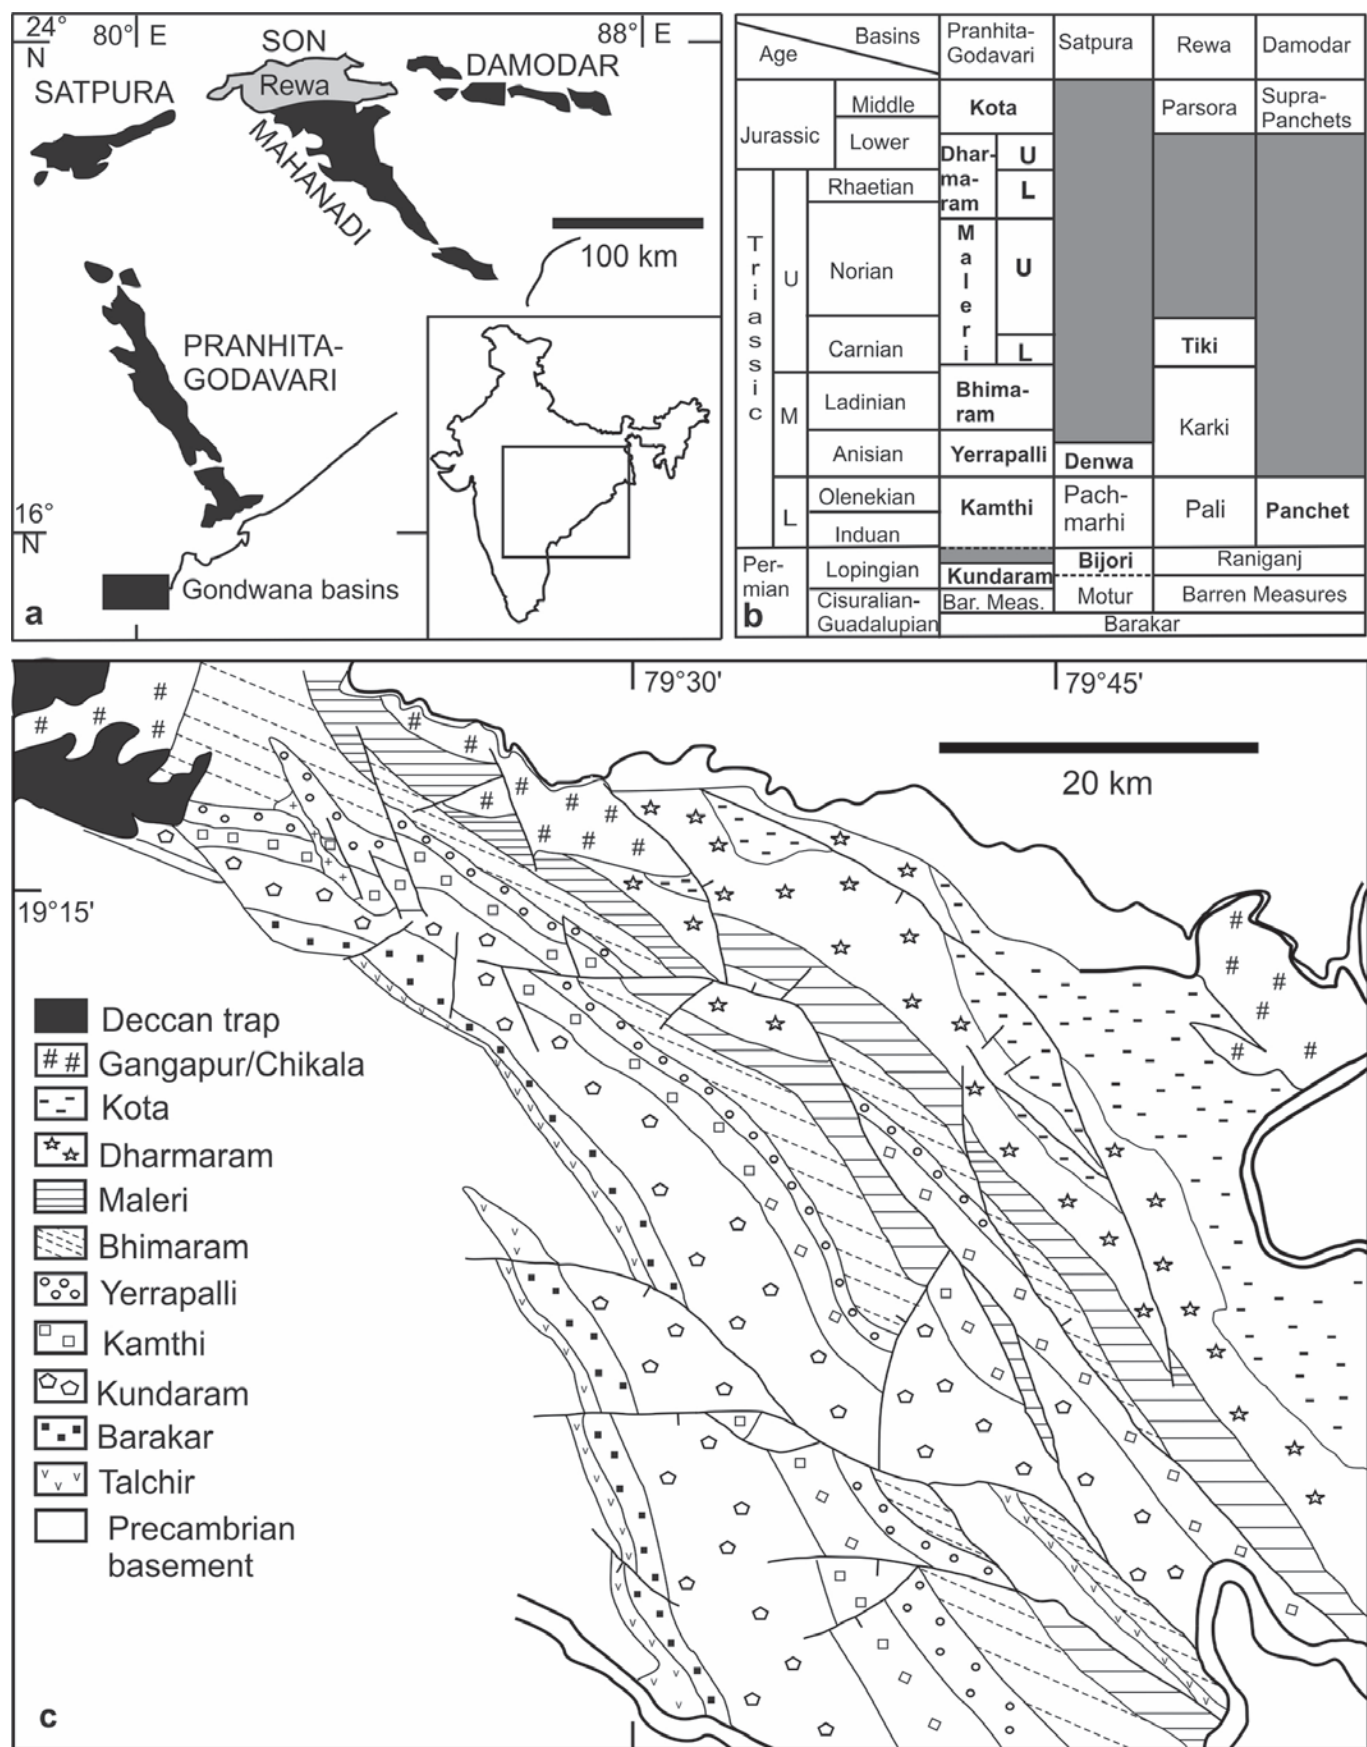 24°
N
80° E
88° E
SON
Rewa
DAMODAR
SATPURA
MAHANADI
100 km
PRANHITA-
GODAVARI
16°
N
Gondwana basins
a
Age
Basins
Pranhita-
Godavari
Satpura
Rewa
Damodar
Jurassic
Middle
Lower
Kota
Parsora
Supra-
Panchets
Dhar-
ma-
ram
U
L
Triassic
U
Rhaetian
Norian
Carnian
Maleri
U
L
Tiki
M
Ladinian
Anisian
Bhima-
ram
Yerrapalli
Denwa
Karki
L
Olenekian
Induan
Kamthi
Pach-
marhi
Pali
Panchet
Per-
mian
Lopingian
Cisuralian-
Guadalupian
Kundaram
Bar. Meas.
Bijori
Motur
Raniganj
Barren Measures
Barakar
b
79°30'
79°45'
20 km
19°15'
Deccan trap
Gangapur/Chikala
Kota
Dharmaram
Maleri
Bhimaram
Yerrapalli
Kamthi
Kundaram
Barakar
Talchir
Precambrian
basement
c